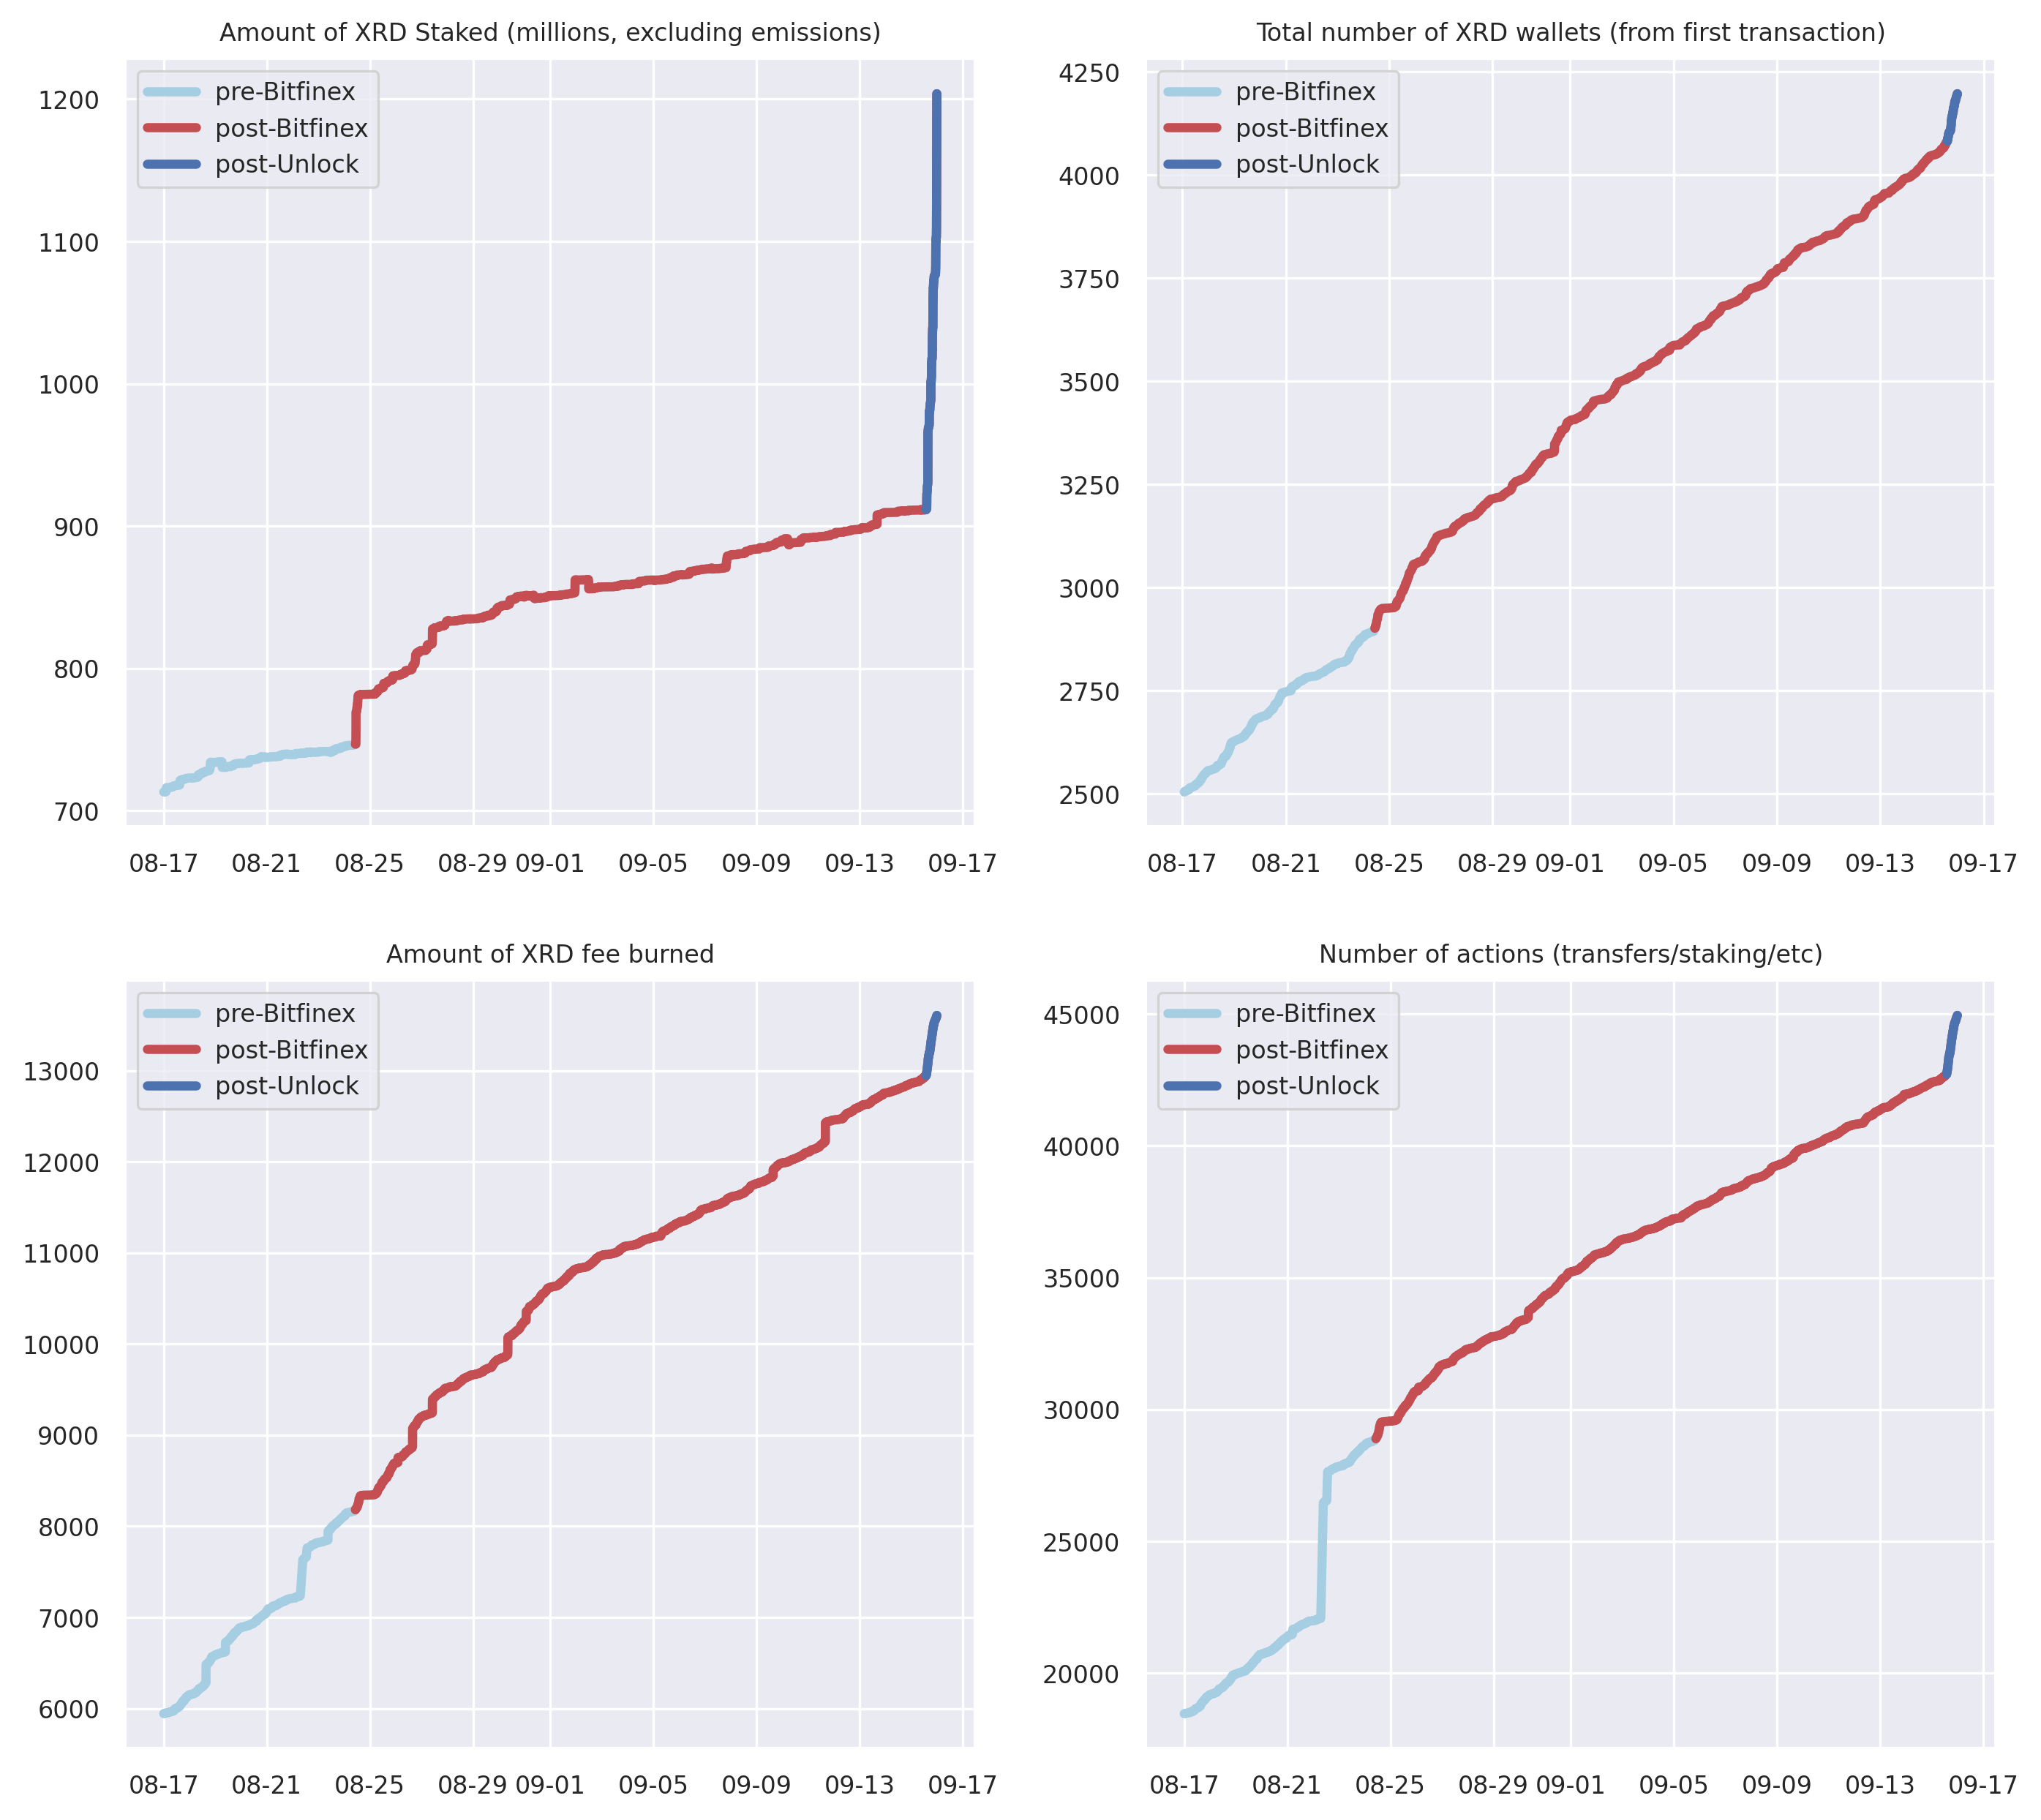 Amount of XRD Staked (millions, excluding emissions)
pre-Bitfinex
post-Bitfinex
post-Unlock
1200
1100
1000
900
800
700
08-17 08-21 08-25 08-29 09-01 09-05 09-09 09-13 09-17
Total number of XRD wallets (from first transaction)
pre-Bitfinex
post-Bitfinex
post-Unlock
4250
4000
3750
3500
3250
3000
2750
2500
08-17 08-21 08-25 08-29 09-01 09-05 09-09 09-13 09-17
Amount of XRD fee burned
pre-Bitfinex
post-Bitfinex
post-Unlock
13000
12000
11000
10000
9000
8000
7000
6000
08-17 08-21 08-25 08-29 09-01 09-05 09-09 09-13 09-17
Number of actions (transfers/staking/etc)
pre-Bitfinex
post-Bitfinex
post-Unlock
45000
40000
35000
30000
25000
20000
08-17 08-21 08-25 08-29 09-01 09-05 09-09 09-13 09-17